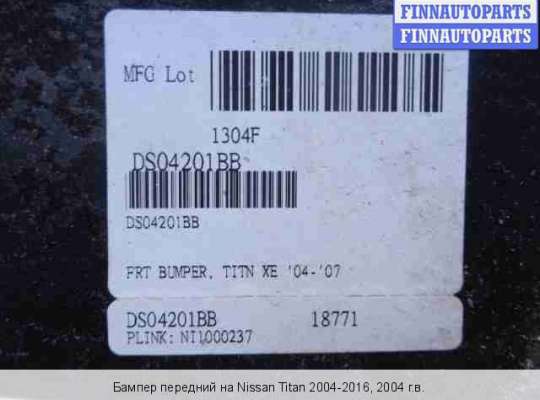 FINNAUTOPARTS
FINNAUTOPARTS
MFG Lot
1304F
DS04201BB
DS04201BB
FRT BUMPER, TITN XE '04-'07
DS04201BB 18771
PLINK: NI1000237
Бампер передний на Nissan Titan 2004-2016, 2004 г.в.